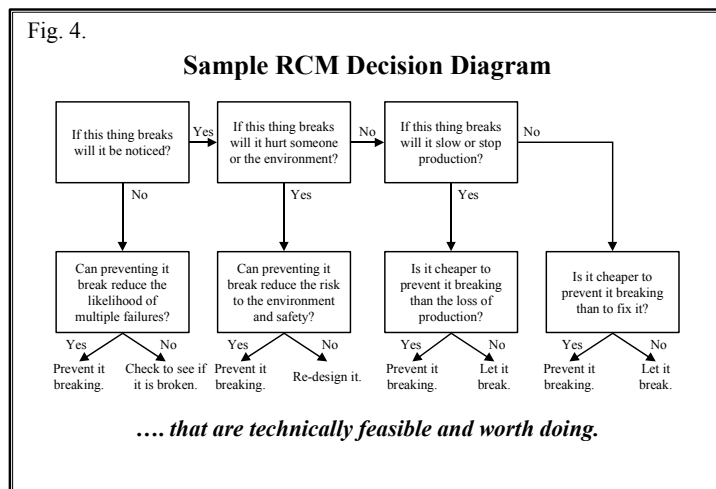 Fig. 4.
Sample RCM Decision Diagram
If this thing breaks
will it be noticed?
Yes
If this thing breaks
will it hurt someone
or the environment?
No
If this thing breaks
will it slow or stop
production?
No
No
Yes
Yes
Can preventing it
break reduce the
likelihood of
multiple failures?
Can preventing it
break reduce the risk
to the environment
and safety?
Is it cheaper to
prevent it breaking
than the loss of
production?
Is it cheaper to
prevent it breaking
than to fix it?
Yes
No
Yes
No
Yes
No
Yes
No
Prevent it
breaking.
Check to see if
it is broken.
Prevent it
breaking.
Re-design it.
Prevent it
breaking.
Let it
break.
Prevent it
breaking.
Let it
break.
…. that are technically feasible and worth doing.